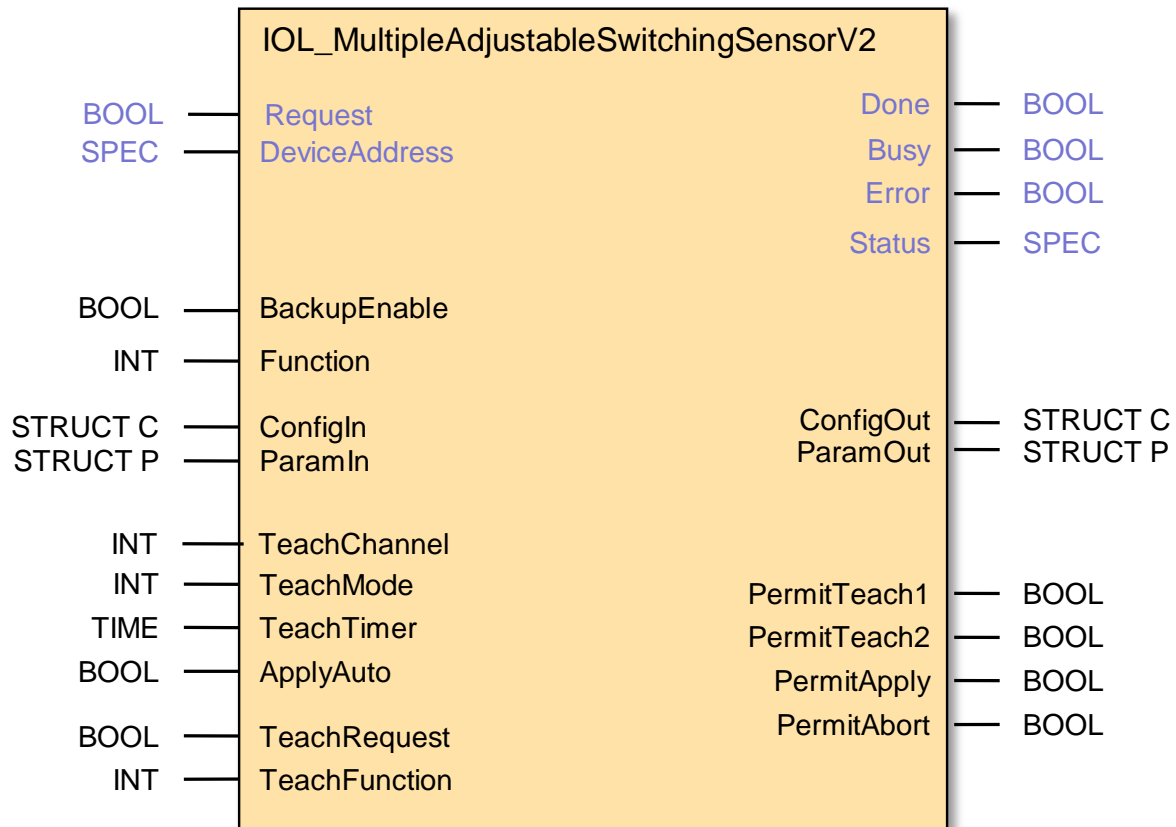 IOL_MultipleAdjustableSwitchingSensorV2
BOOL Request Done BOOL
SPEC DeviceAddress Busy BOOL
Error BOOL
Status SPEC
BOOL BackupEnable
INT Function
STRUCT C ConfigIn ConfigOut STRUCT C
STRUCT P ParamIn ParamOut STRUCT P
INT TeachChannel
INT TeachMode PermitTeach1 BOOL
TIME TeachTimer PermitTeach2 BOOL
BOOL ApplyAuto PermitApply BOOL
BOOL TeachRequest PermitAbort BOOL
INT TeachFunction